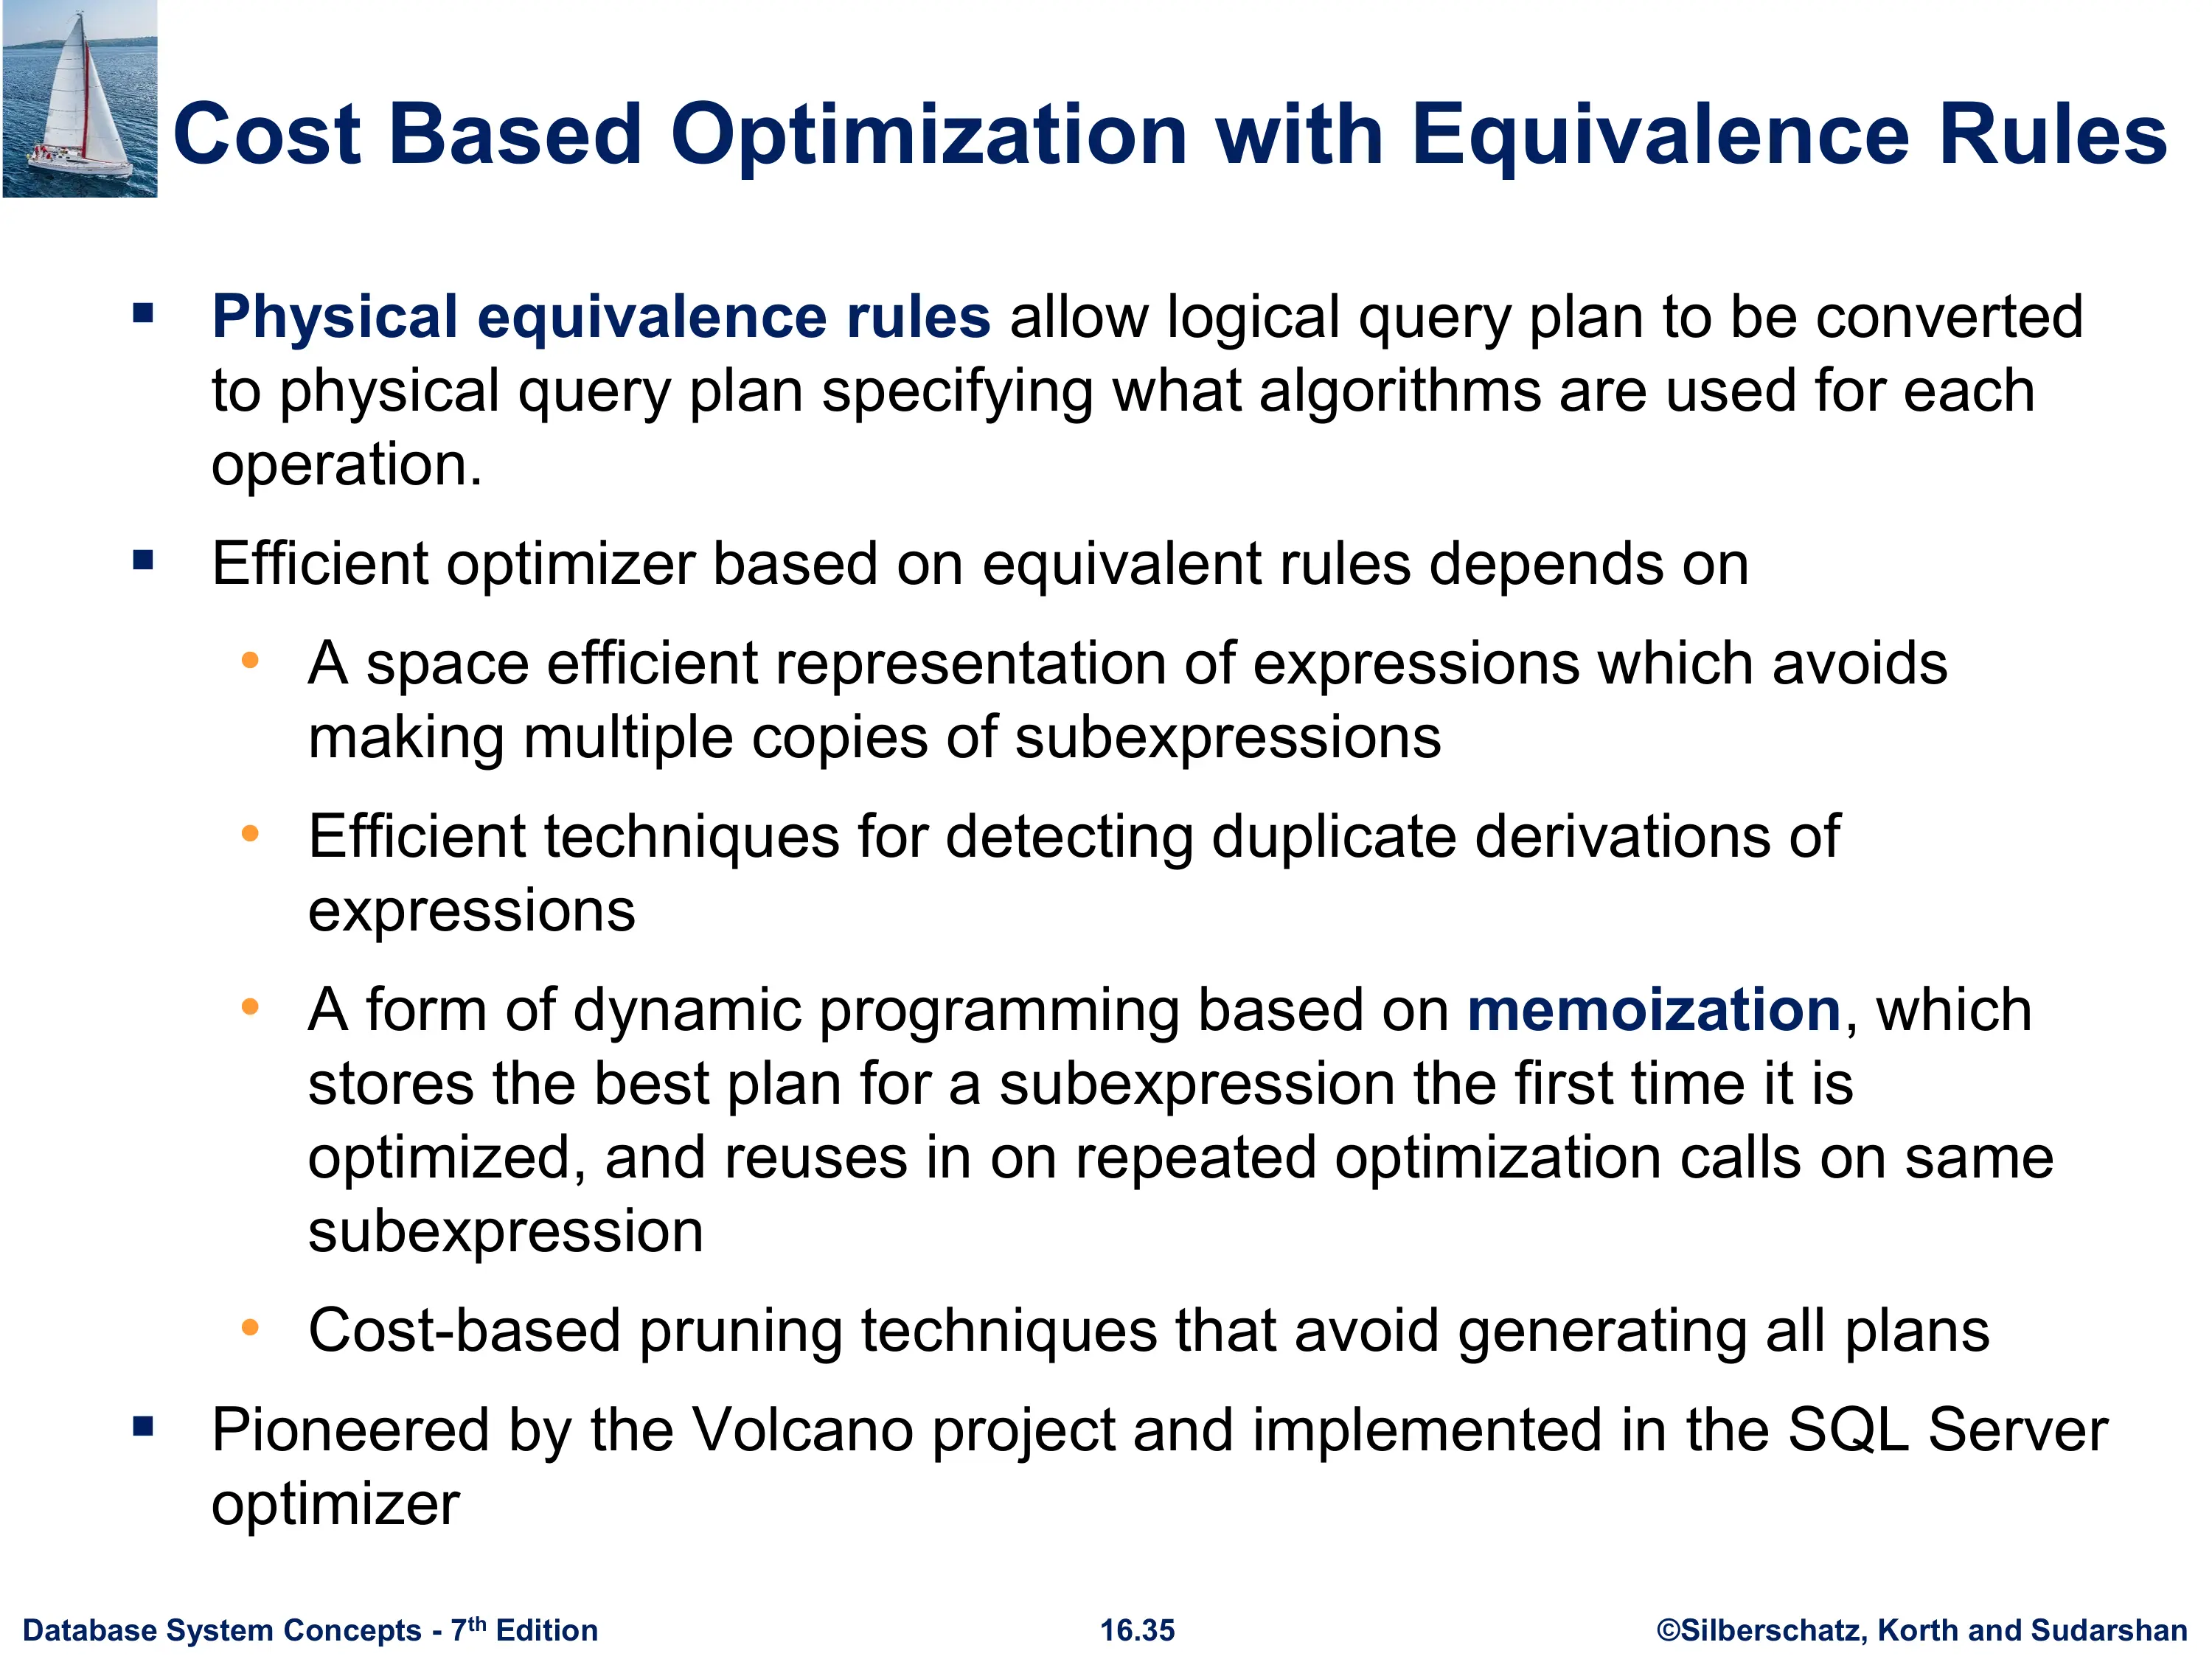 Cost Based Optimization with Equivalence Rules
▪ Physical equivalence rules allow logical query plan to be converted
to physical query plan specifying what algorithms are used for each
operation.
▪ Efficient optimizer based on equivalent rules depends on
• A space efficient representation of expressions which avoids
making multiple copies of subexpressions
• Efficient techniques for detecting duplicate derivations of
expressions
• A form of dynamic programming based on memoization, which
stores the best plan for a subexpression the first time it is
optimized, and reuses in on repeated optimization calls on same
subexpression
• Cost-based pruning techniques that avoid generating all plans
▪ Pioneered by the Volcano project and implemented in the SQL Server
optimizer
Database System Concepts - 7th Edition
16.35
©Silberschatz, Korth and Sudarshan